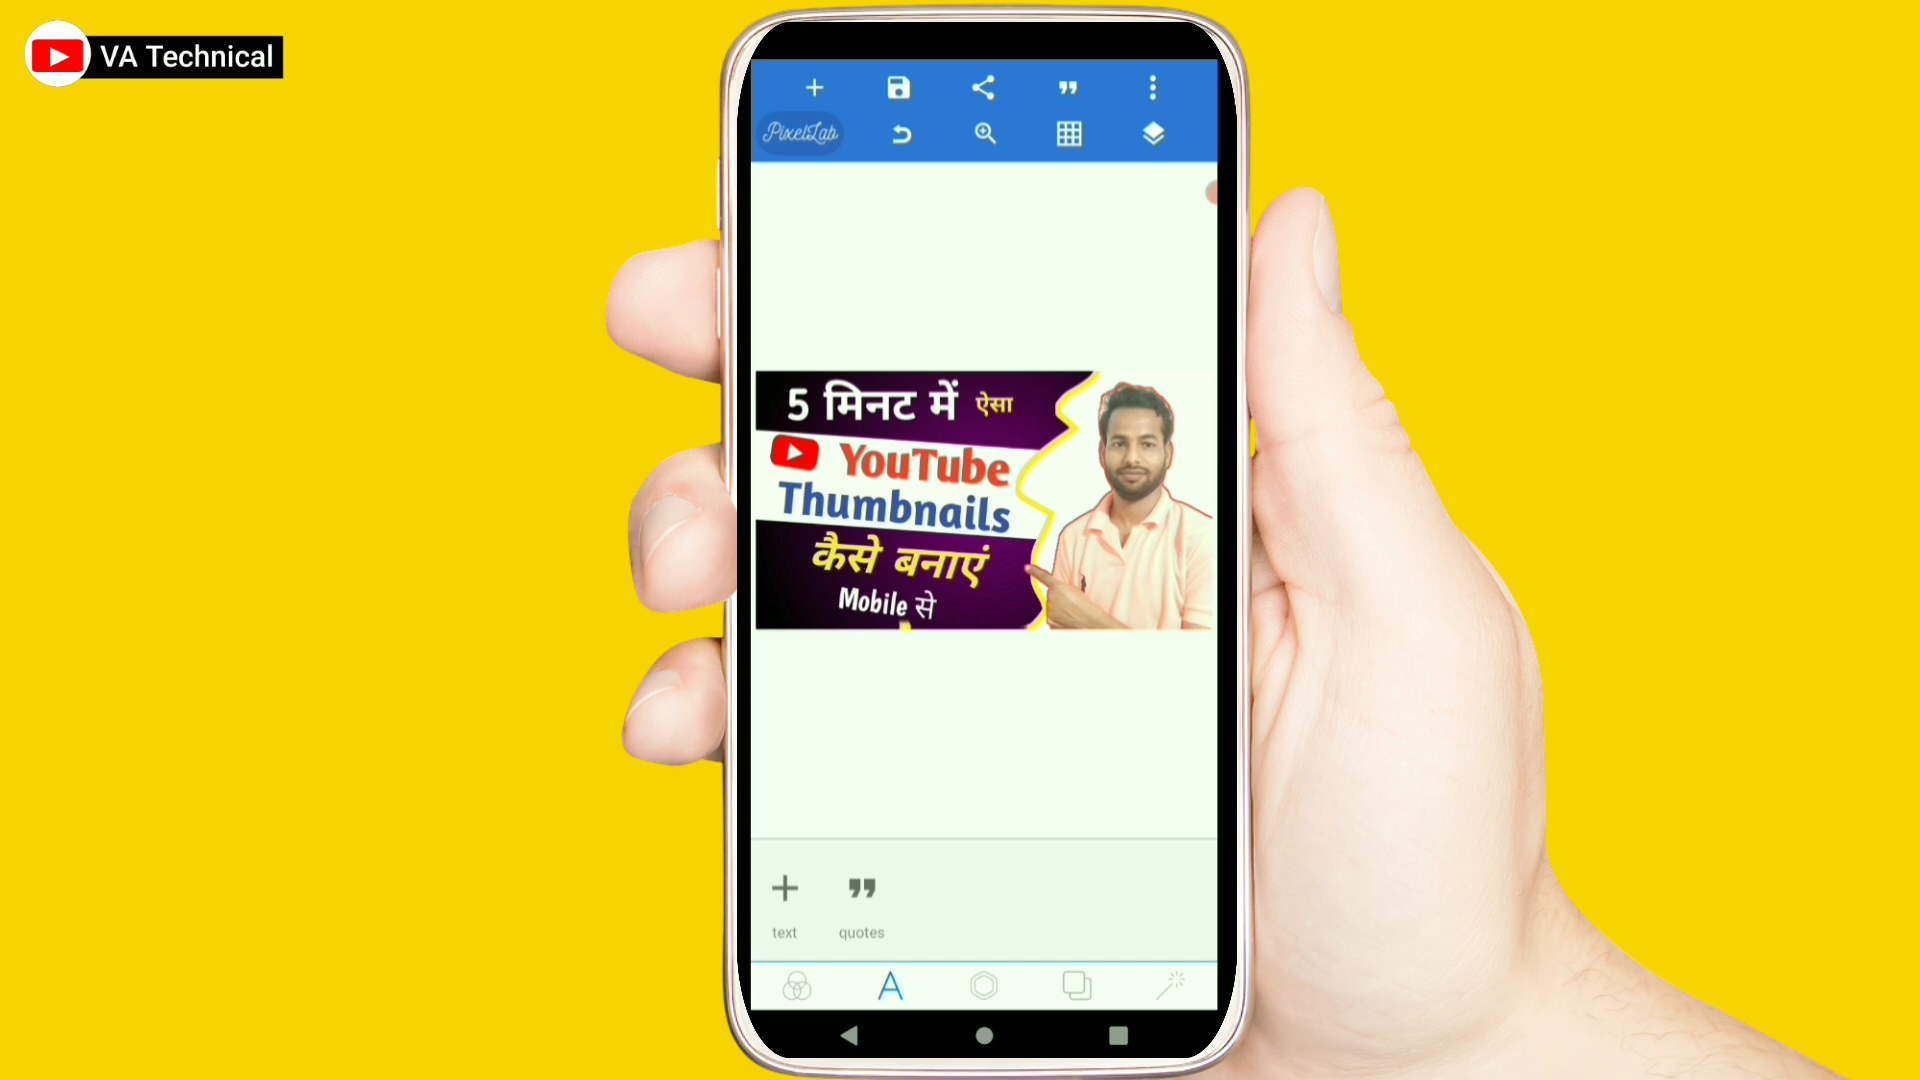 VA Technical
PixelLab
5 मिनट में ऐसा
YouTube
Thumbnails
कैसे बनाएं
Mobile से
text quotes